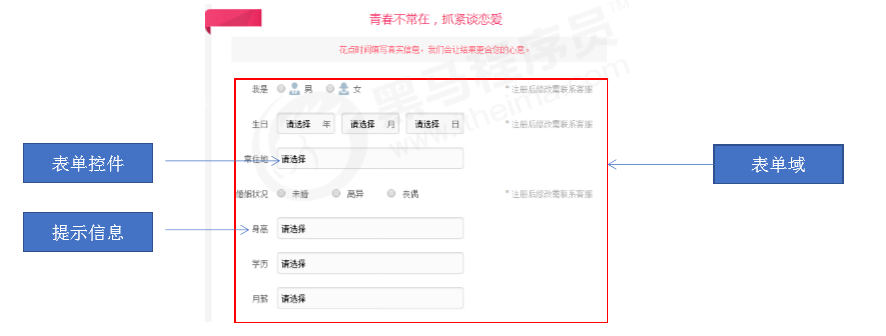 青春不常在，抓紧谈恋爱
花点时间填写真实信息，我们会让结果更合你的心意。
我是 男 女 *注册后修改需联系客服
生日 请选择 年 请选择 月 请选择 日 *注册后修改需联系客服
常住地 请选择
婚姻状况 未婚 离异 丧偶 *注册后修改需联系客服
身高 请选择
学历 请选择
月薪 请选择
表单控件
提示信息
表单域
黑马程序员™
www.itheima.com